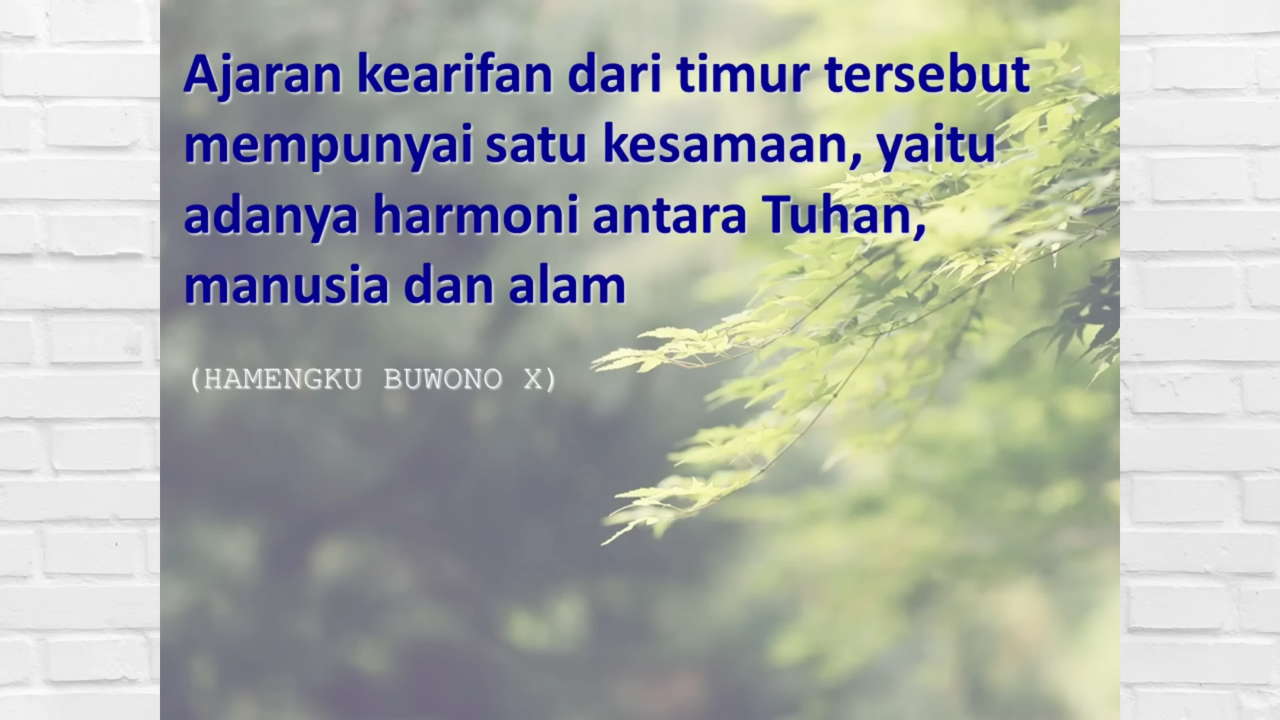 Ajaran kearifan dari timur tersebut
mempunyai satu kesamaan, yaitu
adanya harmoni antara Tuhan,
manusia dan alam
(HAMENGKU BUWONO X)